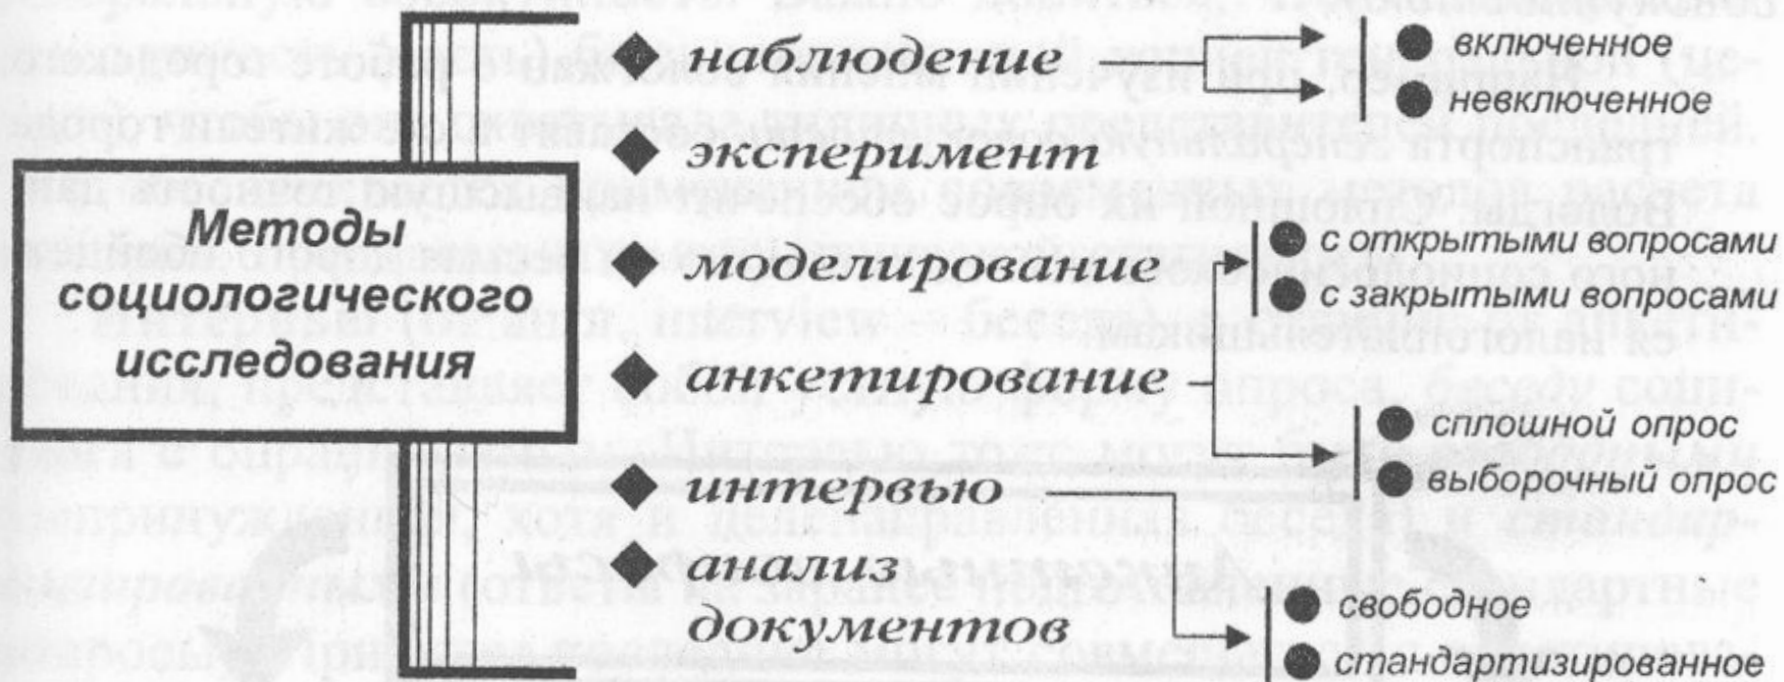 Методы
социологического
исследования
наблюдение
включенное
невключенное
эксперимент
моделирование
с открытыми вопросами
с закрытыми вопросами
анкетирование
сплошной опрос
выборочный опрос
интервью
анализ
документов
свободное
стандартизированное